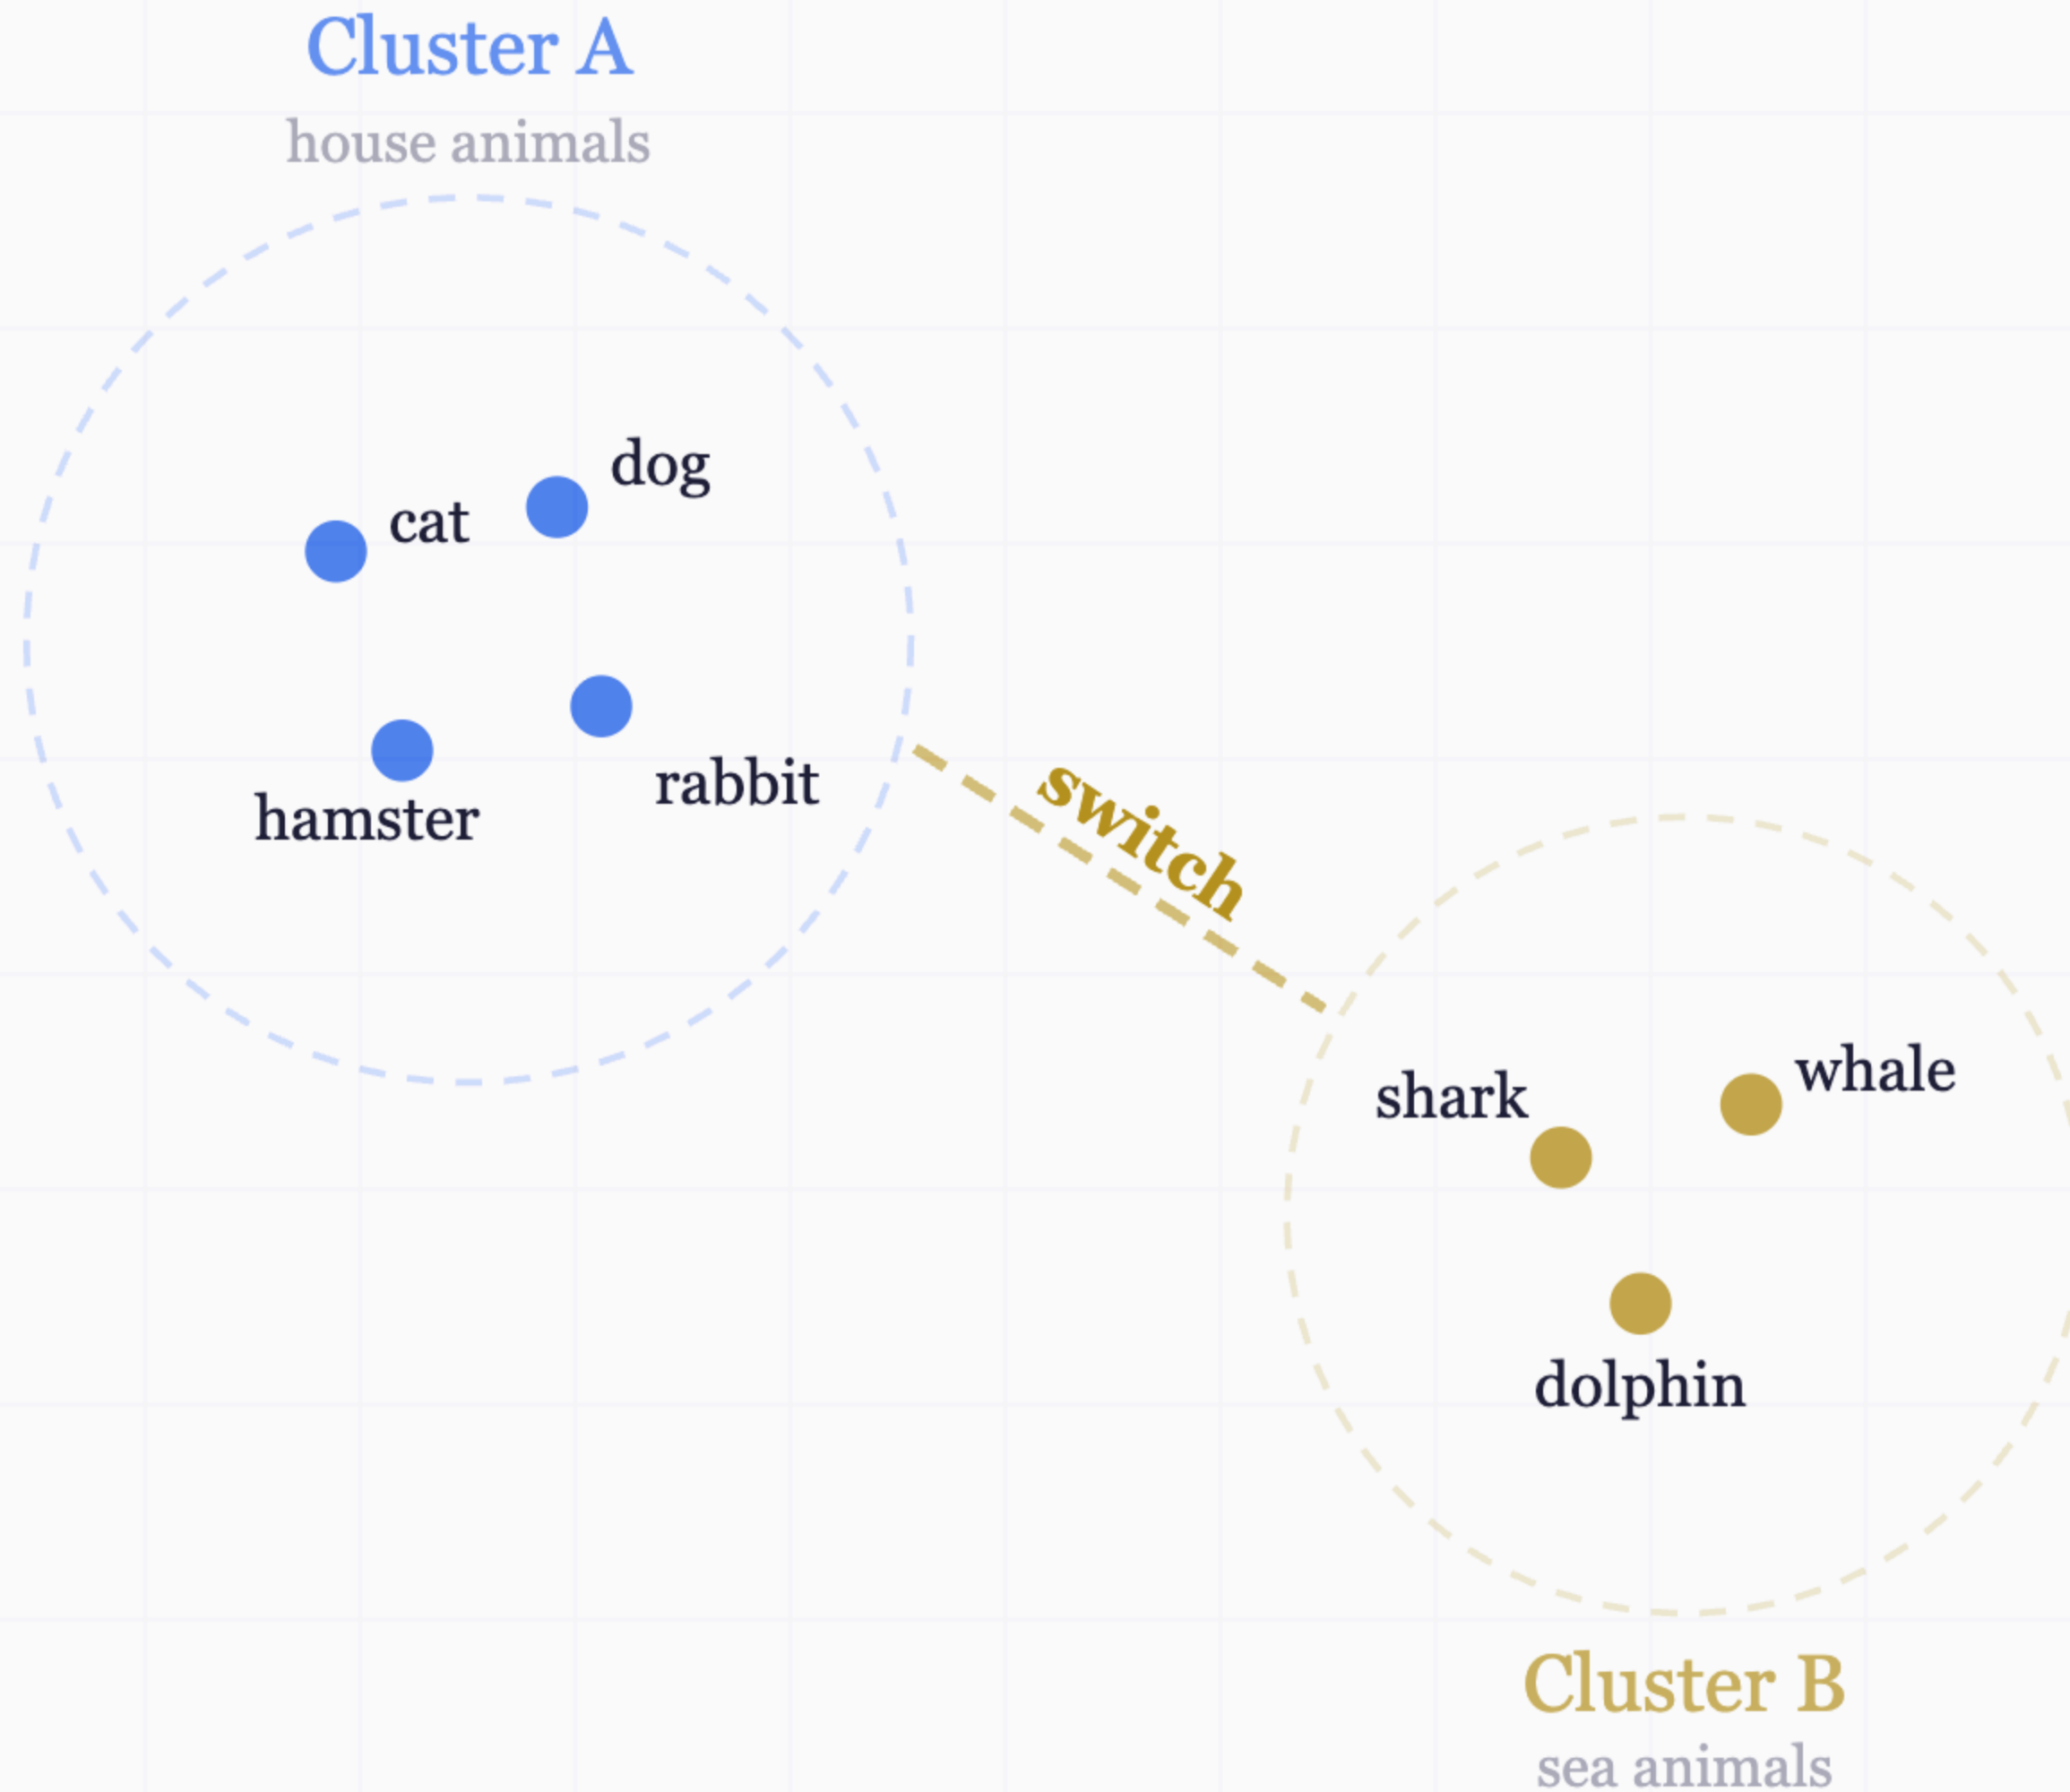 Cluster A
house animals
dog
cat
rabbit
hamster
switch
whale
shark
dolphin
Cluster B
sea animals